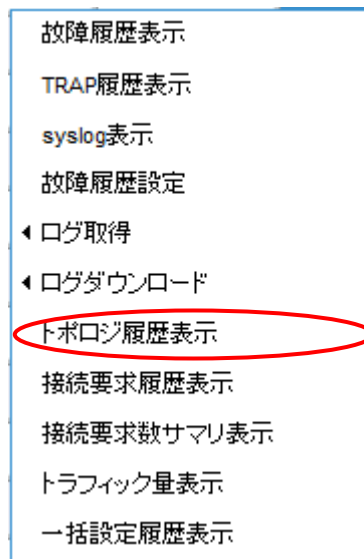 故障履歴表示
TRAP履歴表示
syslog表示
故障履歴設定
ログ取得
ログダウンロード
トポロジ履歴表示
接続要求履歴表示
接続要求数サマリ表示
トラフィック量表示
一括設定履歴表示